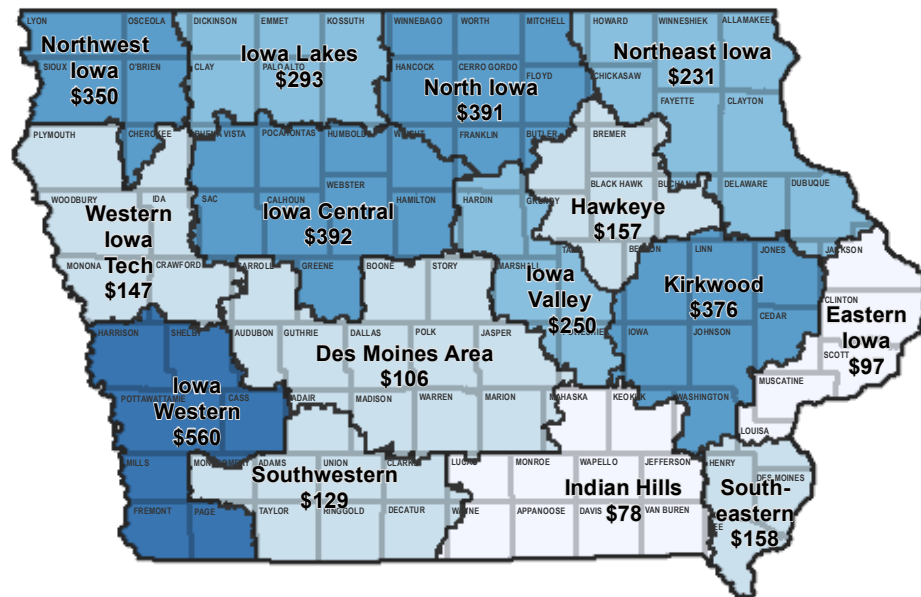 LYON
OSCEOLA
DICKINSON
EMMET
KOSSUTH
WINNEBAGO
WORTH
MITCHELL
HOWARD
WINNESHIEK
ALLAMAKEE
Northwest
Iowa
$350
Iowa Lakes
$293
North Iowa
$391
Northeast Iowa
$231
SIOUX
O'BRIEN
CLAY
PALO ALTO
HANCOCK
CERRO GORDO
FLOYD
CHICKASAW
FAYETTE
CLAYTON
PLYMOUTH
CHEROKEE
BUENA VISTA
POCAHONTAS
HUMBOLDT
WRIGHT
FRANKLIN
BUTLER
BREMER
WOODBURY
IDA
SAC
CALHOUN
WEBSTER
HAMILTON
HARDIN
GRUNDY
BLACK HAWK
BUCHANAN
DELAWARE
DUBUQUE
Western
Iowa
Tech
$147
Iowa Central
$392
Hawkeye
$157
MONONA
CRAWFORD
CARROLL
GREENE
BOONE
STORY
MARSHALL
TAMA
BENTON
LINN
JONES
JACKSON
Iowa
Valley
$250
Kirkwood
$376
CLINTON
CEDAR
Eastern
Iowa
$97
HARRISON
SHELBY
AUDUBON
GUTHRIE
DALLAS
POLK
JASPER
POWESHIEK
IOWA
JOHNSON
SCOTT
MUSCATINE
Des Moines Area
$106
Iowa
Western
$560
POTTAWATTAMIE
CASS
ADAIR
MADISON
WARREN
MARION
MAHASKA
KEOKUK
WASHINGTON
LOUISA
MILLS
MONTGOMERY
ADAMS
UNION
CLARKE
LUCAS
MONROE
WAPELLO
JEFFERSON
HENRY
DES MOINES
Southwestern
$129
Indian Hills
$78
South-
eastern
$158
FREMONT
PAGE
TAYLOR
RINGGOLD
DECATUR
WAYNE
APPANOOSE
DAVIS
VAN BUREN
LEE